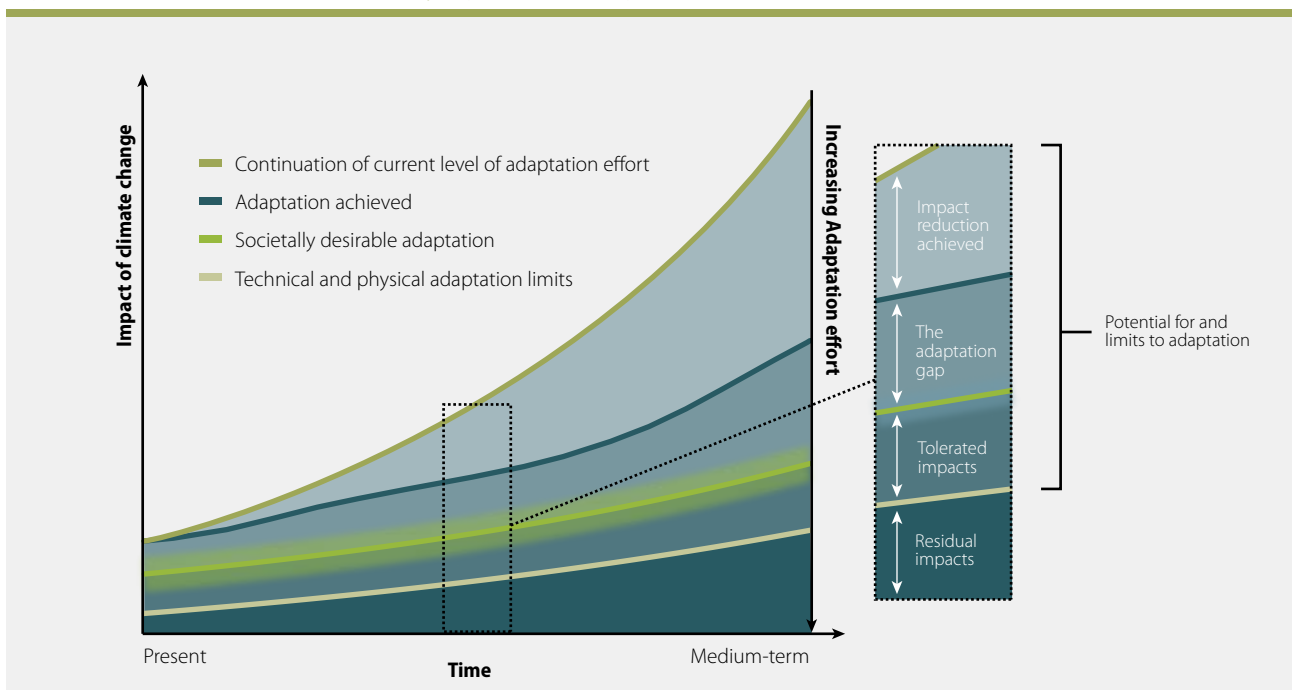 Impact of climate change
Continuation of current level of adaptation effort
Adaptation achieved
Societally desirable adaptation
Technical and physical adaptation limits
Increasing Adaptation effort
Impact
reduction
achieved
The
adaptation
gap
Tolerated
impacts
Residual
impacts
Potential for and
limits to adaptation
Present
Time
Medium-term